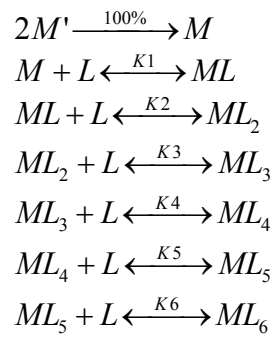 2M' —100%→ M
M + L ←K1→ ML
ML + L ←K2→ ML₂
ML₂ + L ←K3→ ML₃
ML₃ + L ←K4→ ML₄
ML₄ + L ←K5→ ML₅
ML₅ + L ←K6→ ML₆